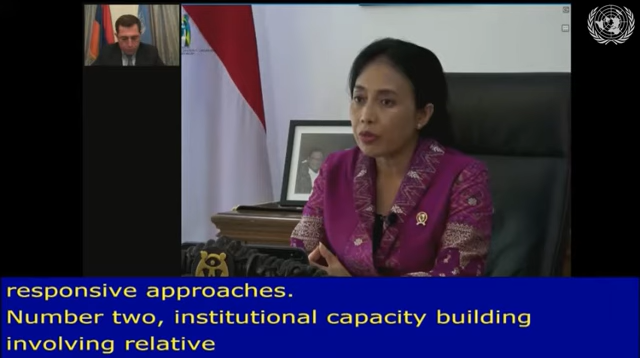 responsive approaches.
Number two, institutional capacity building
involving relative